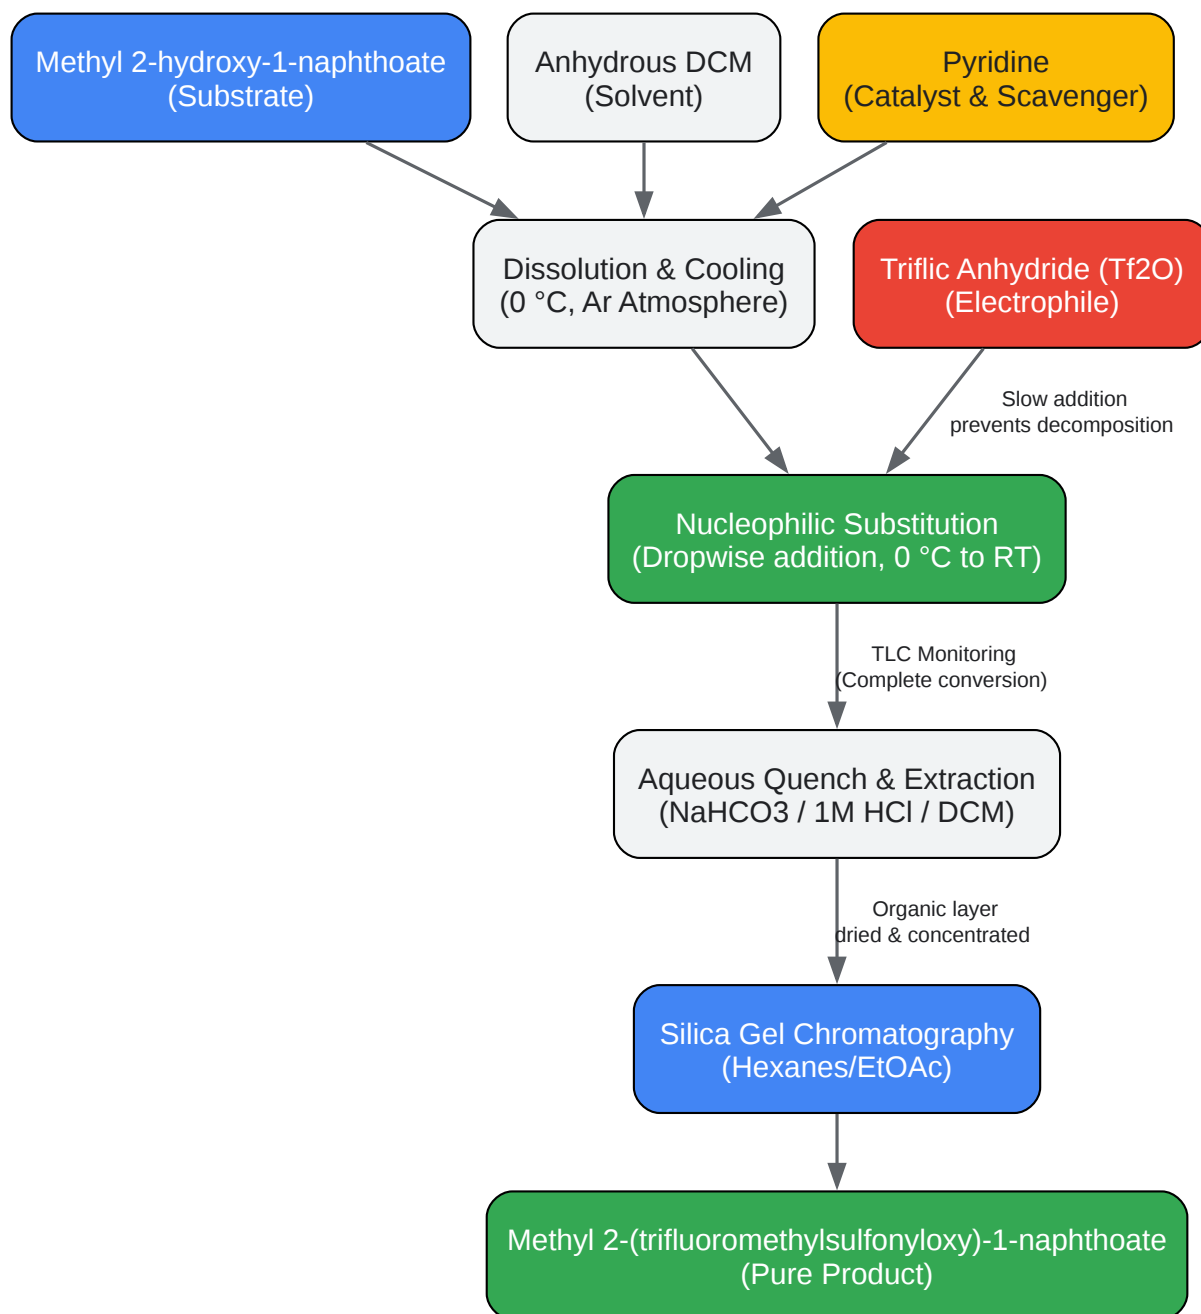 Methyl 2-hydroxy-1-naphthoate
(Substrate)
Anhydrous DCM
(Solvent)
Pyridine
(Catalyst & Scavenger)
Dissolution & Cooling
(0 °C, Ar Atmosphere)
Triflic Anhydride (Tf2O)
(Electrophile)
Slow addition
prevents decomposition
Nucleophilic Substitution
(Dropwise addition, 0 °C to RT)
TLC Monitoring
(Complete conversion)
Aqueous Quench & Extraction
(NaHCO3 / 1M HCl / DCM)
Organic layer
dried & concentrated
Silica Gel Chromatography
(Hexanes/EtOAc)
Methyl 2-(trifluoromethylsulfonyloxy)-1-naphthoate
(Pure Product)